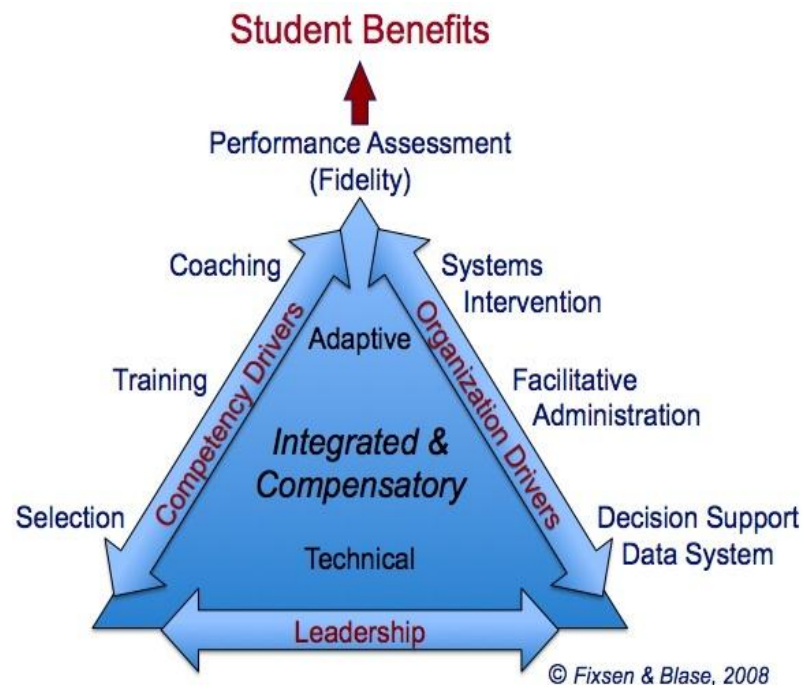 Student Benefits
Performance Assessment
(Fidelity)
Coaching
Systems
Intervention
Adaptive
Competency Drivers
Organization Drivers
Training
Facilitative
Administration
Integrated &
Compensatory
Selection
Decision Support
Data System
Technical
Leadership
© Fixsen & Blase, 2008